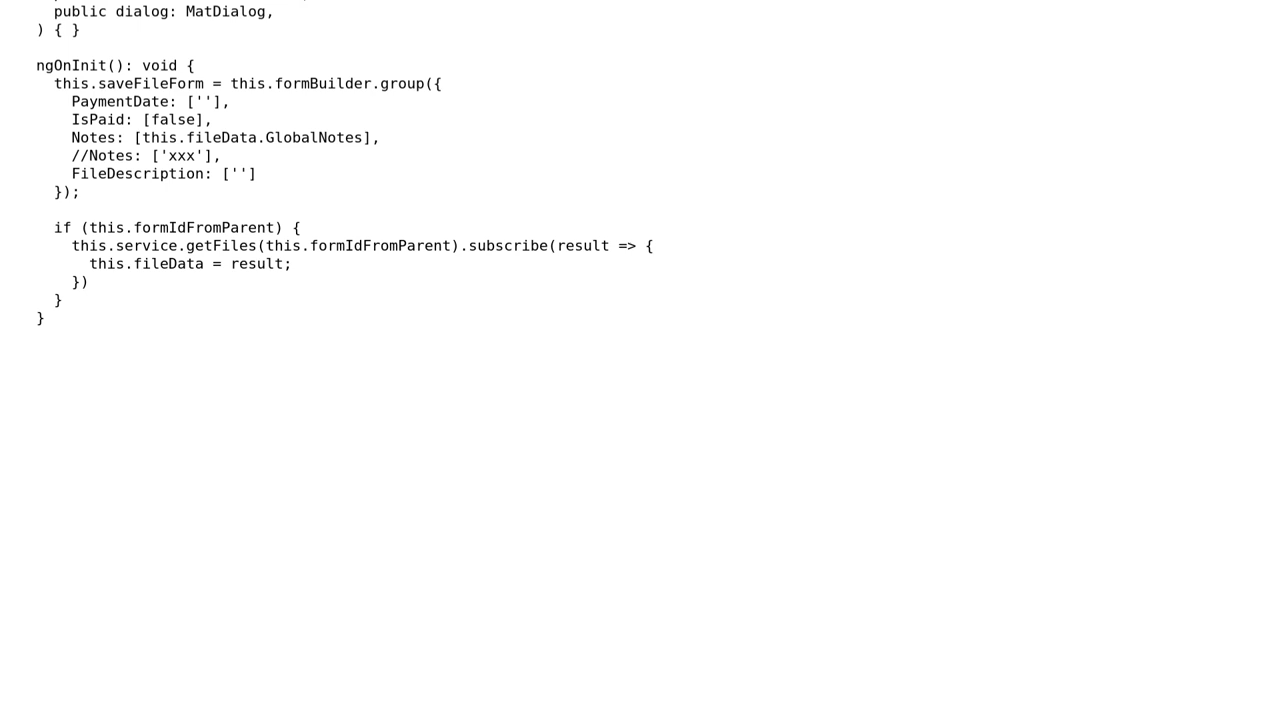 public dialog: MatDialog,
) { }
ngOnInit(): void {
this.saveFileForm = this.formBuilder.group({
PaymentDate: [''],
IsPaid: [false],
Notes: [this.fileData.GlobalNotes],
//Notes: ['xxx'],
FileDescription: ['']
});
if (this.formIdFromParent) {
this.service.getFiles(this.formIdFromParent).subscribe(result => {
this.fileData = result;
})
}
}